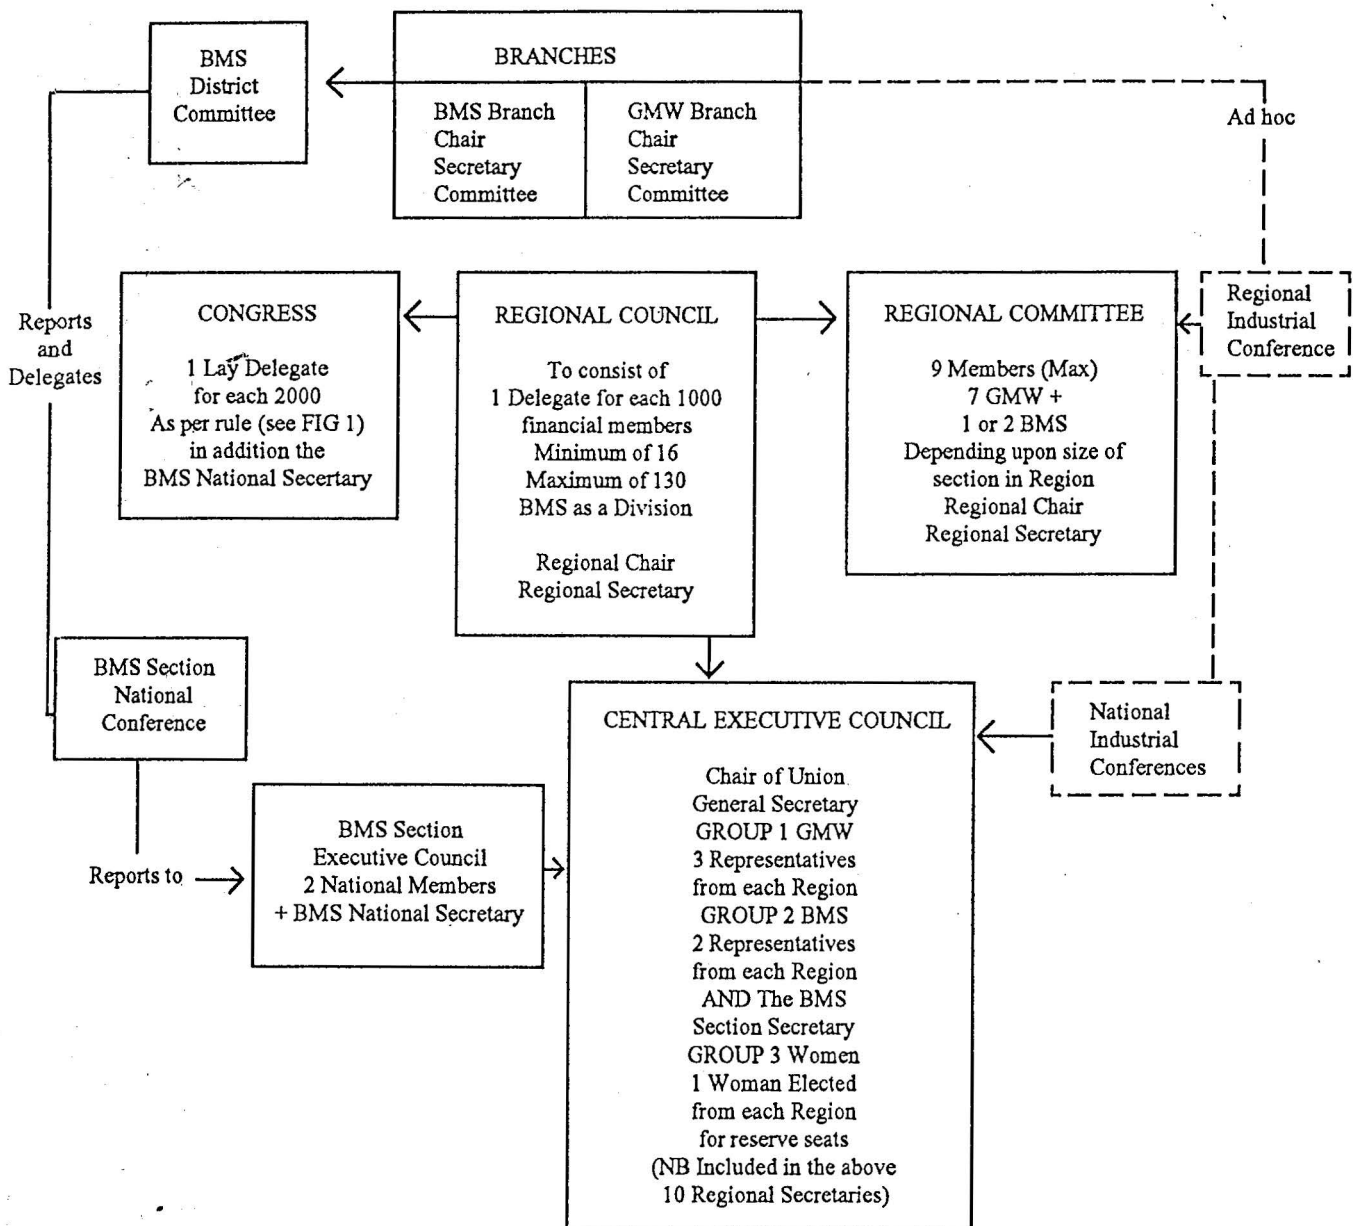 BMS
District
Committee
BRANCHES
BMS Branch
Chair
Secretary
Committee
GMW Branch
Chair
Secretary
Committee
Ad hoc
Reports
and
Delegates
CONGRESS
1 Lay Delegate
for each 2000
As per rule (see FIG 1)
in addition the
BMS National Secertary
REGIONAL COUNCIL
To consist of
1 Delegate for each 1000
financial members
Minimum of 16
Maximum of 130
BMS as a Division
Regional Chair
Regional Secretary
REGIONAL COMMITTEE
9 Members (Max)
7 GMW +
1 or 2 BMS
Depending upon size of
section in Region
Regional Chair
Regional Secretary
Regional
Industrial
Conference
BMS Section
National
Conference
Reports to
BMS Section
Executive Council
2 National Members
+ BMS National Secretary
CENTRAL EXECUTIVE COUNCIL
Chair of Union
General Secretary
GROUP 1 GMW
3 Representatives
from each Region
GROUP 2 BMS
2 Representatives
from each Region
AND The BMS
Section Secretary
GROUP 3 Women
1 Woman Elected
from each Region
for reserve seats
(NB Included in the above
10 Regional Secretaries)
National
Industrial
Conferences